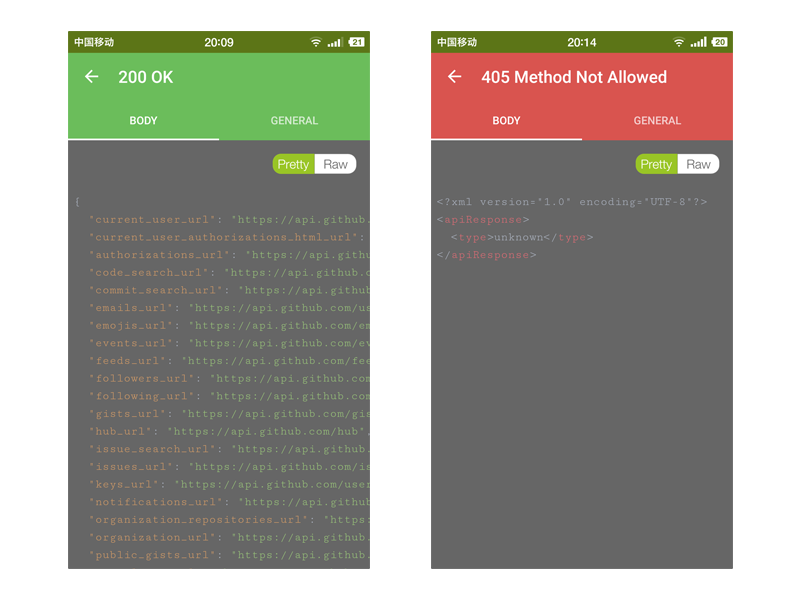 中国移动 20:09 21
200 OK
BODY GENERAL
Pretty Raw
{
"current_user_url": "https://api.github.
"current_user_authorizations_html_url":
"authorizations_url": "https://api.githu
"code_search_url": "https://api.github.c
"commit_search_url": "https://api.github
"emails_url": "https://api.github.com/us
"emojis_url": "https://api.github.com/em
"events_url": "https://api.github.com/ev
"feeds_url": "https://api.github.com/fee
"followers_url": "https://api.github.com
"following_url": "https://api.github.com
"gists_url": "https://api.github.com/gis
"hub_url": "https://api.github.com/hub",
"issue_search_url": "https://api.github.
"issues_url": "https://api.github.com/is
"keys_url": "https://api.github.com/user
"notifications_url": "https://api.github
"organization_repositories_url": "https:
"organization_url": "https://api.github.
"public_gists_url": "https://api.github.
中国移动 20:14 20
405 Method Not Allowed
BODY GENERAL
Pretty Raw
<?xml version="1.0" encoding="UTF-8"?>
<apiResponse>
<type>unknown</type>
</apiResponse>